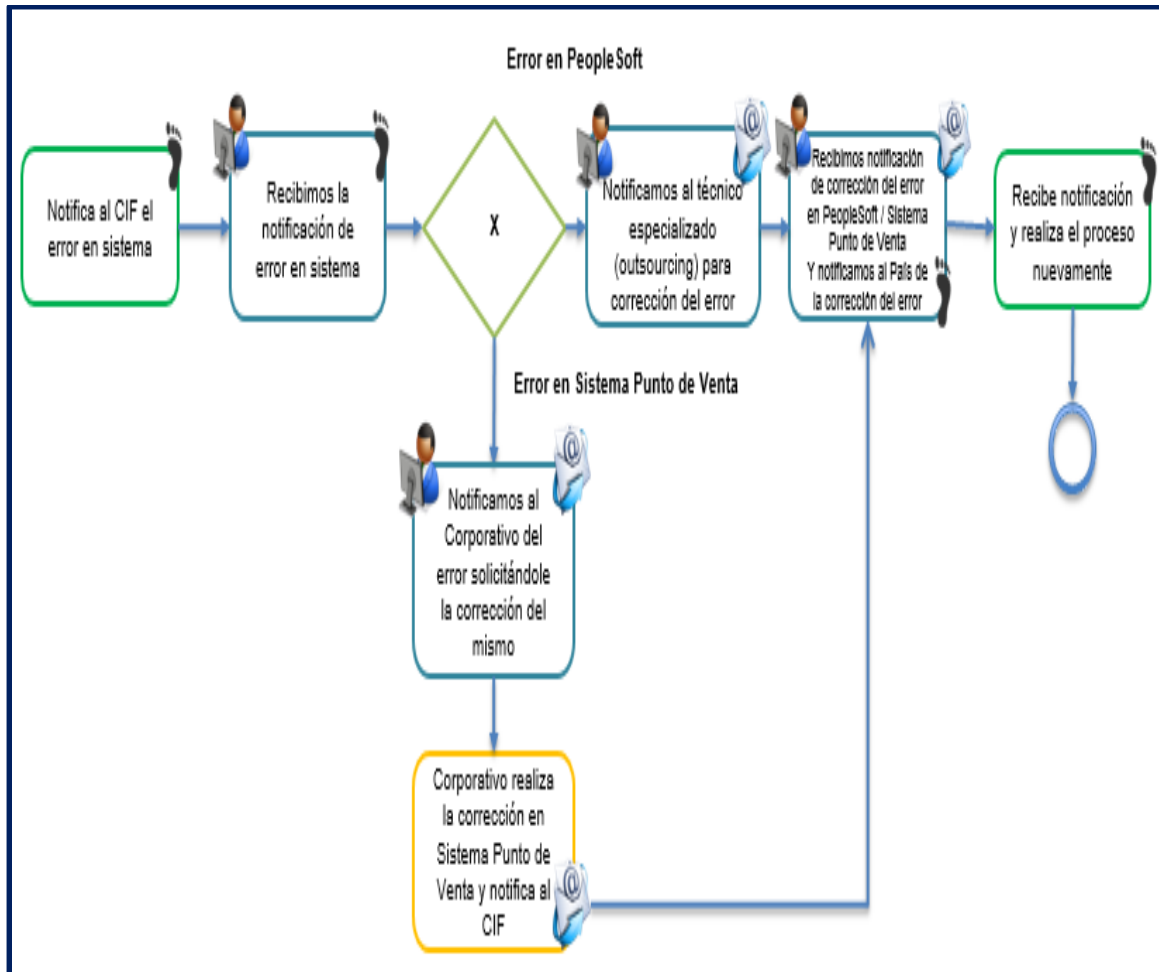 Error en PeopleSoft
Notifica al CIF el
error en sistema
Recibimos la
notificación de
error en sistema
X
Notificamos al técnico
especializado
(outsourcing) para
corrección del error
Recibimos notificación
de corrección del error
en PeopleSoft / Sistema
Punto de Venta
Y notificamos al País de
la corrección del error
Recibe notificación
y realiza el proceso
nuevamente
Error en Sistema Punto de Venta
Notificamos al
Corporativo del
error solicitándole
la corrección del
mismo
Corporativo realiza
la corrección en
Sistema Punto de
Venta y notifica al
CIF